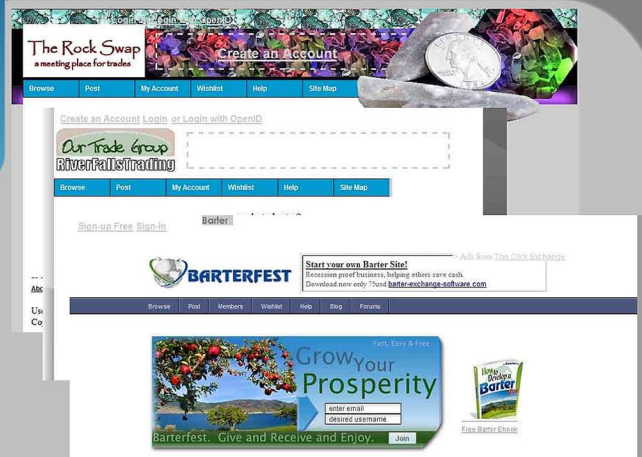 Login
The Rock Swap
a meeting place for trades
Create an Account
Browse Post My Account Wishlist Help Site Map
Create an Account Login or Login with OpenID
Our Trade Group
RiverFallsTrading
Browse Post My Account Wishlist Help Site Map
Barter
Sign-up Free Sign-in
- Ads from The Click Exchange
BARTERFEST
Start your own Barter Site!
Recession proof business, helping others save cash.
Download now only 75usd barter-exchange-software.com
Browse Post Members Wishlist Help Blog Forums
Fast, Easy & Free
Grow Your
Prosperity
enter email
desired username
Barterfest. Give and Receive and Enjoy. Join
How to
Develop a
Barter
Free Barter Ebook